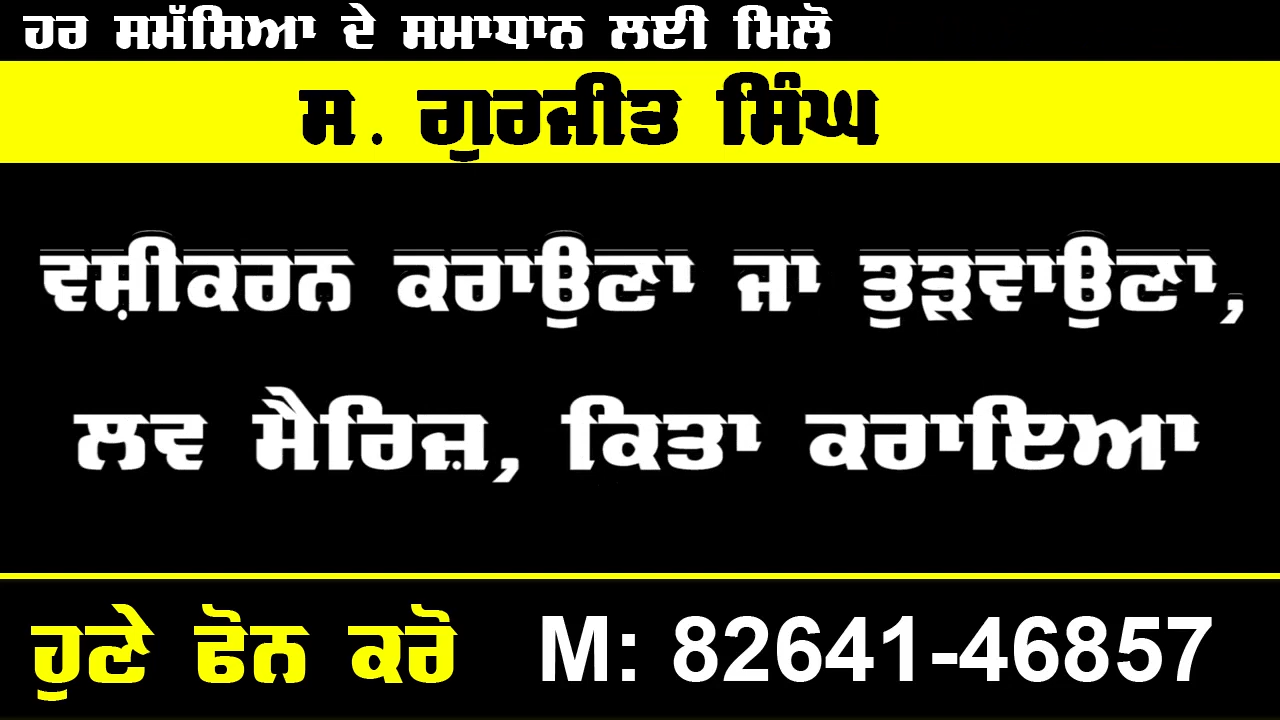 ਹਰ ਸਮੱਸਿਆ ਦੇ ਸਮਾਧਾਨ ਲਈ ਮਿਲੋ
ਸ. ਗੁਰਜੀਤ ਸਿੰਘ
ਵਸ਼ੀਕਰਨ ਕਰਾਉਣਾ ਜਾ ਤੁੜਵਾਉਣਾ,
ਲਵ ਮੈਰਿਜ਼, ਕਿਤਾ ਕਰਾਇਆ
ਹੁਣੇ ਫੋਨ ਕਰੋ M: 82641-46857